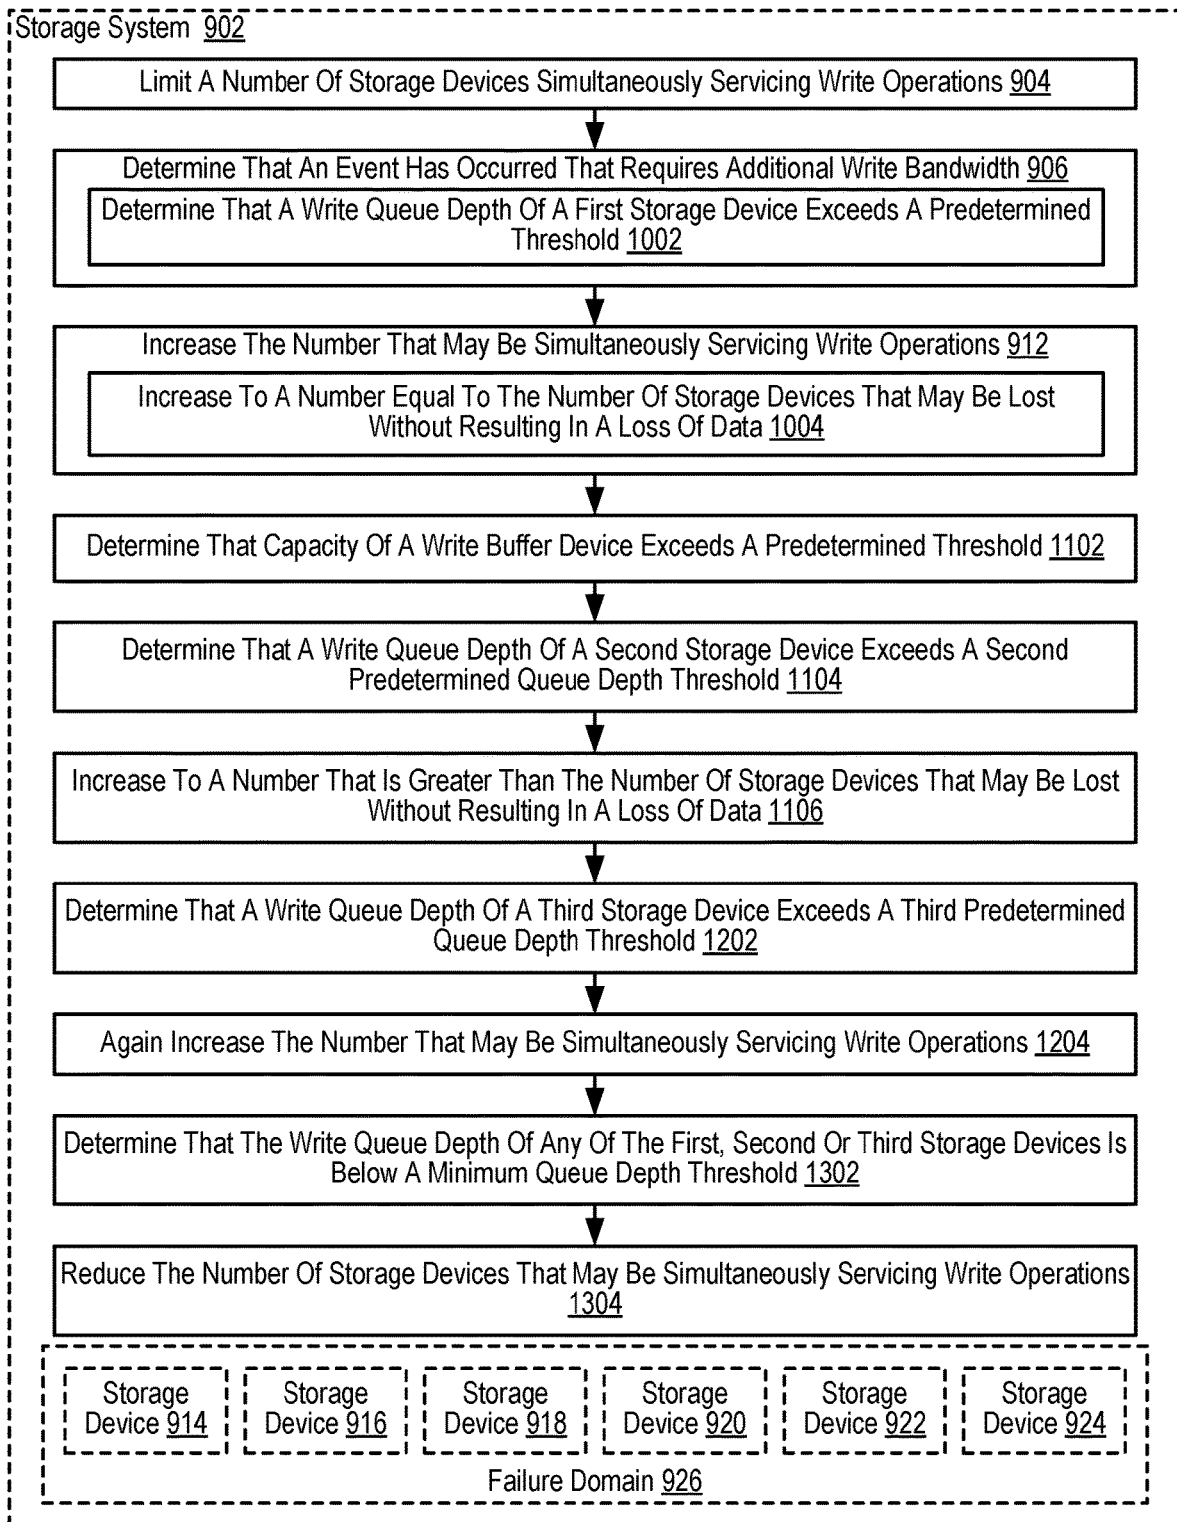 Storage System 902
Limit A Number Of Storage Devices Simultaneously Servicing Write Operations 904
Determine That An Event Has Occurred That Requires Additional Write Bandwidth 906
Determine That A Write Queue Depth Of A First Storage Device Exceeds A Predetermined
Threshold 1002
Increase The Number That May Be Simultaneously Servicing Write Operations 912
Increase To A Number Equal To The Number Of Storage Devices That May Be Lost
Without Resulting In A Loss Of Data 1004
Determine That Capacity Of A Write Buffer Device Exceeds A Predetermined Threshold 1102
Determine That A Write Queue Depth Of A Second Storage Device Exceeds A Second
Predetermined Queue Depth Threshold 1104
Increase To A Number That Is Greater Than The Number Of Storage Devices That May Be Lost
Without Resulting In A Loss Of Data 1106
Determine That A Write Queue Depth Of A Third Storage Device Exceeds A Third Predetermined
Queue Depth Threshold 1202
Again Increase The Number That May Be Simultaneously Servicing Write Operations 1204
Determine That The Write Queue Depth Of Any Of The First, Second Or Third Storage Devices Is
Below A Minimum Queue Depth Threshold 1302
Reduce The Number Of Storage Devices That May Be Simultaneously Servicing Write Operations
1304
Storage
Device 914
Storage
Device 916
Storage
Device 918
Storage
Device 920
Storage
Device 922
Storage
Device 924
Failure Domain 926